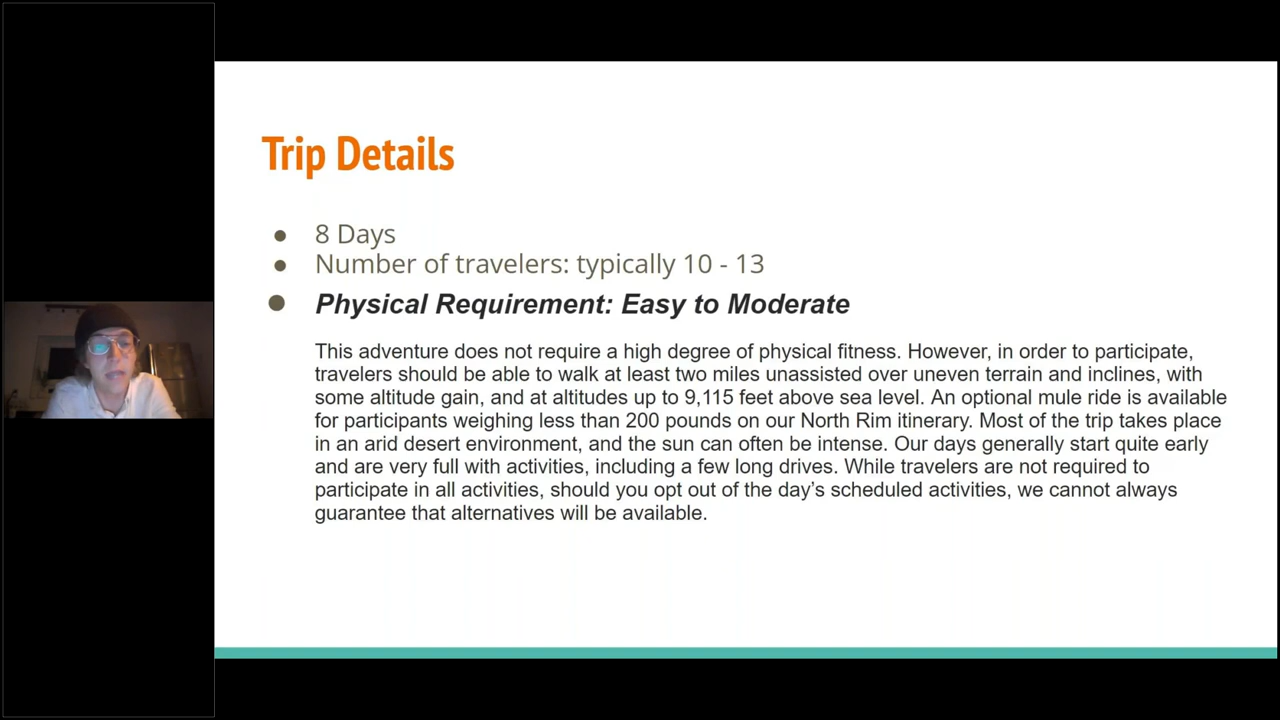 Trip Details
● 8 Days
● Number of travelers: typically 10 - 13
● Physical Requirement: Easy to Moderate
This adventure does not require a high degree of physical fitness. However, in order to participate,
travelers should be able to walk at least two miles unassisted over uneven terrain and inclines, with
some altitude gain, and at altitudes up to 9,115 feet above sea level. An optional mule ride is available
for participants weighing less than 200 pounds on our North Rim itinerary. Most of the trip takes place
in an arid desert environment, and the sun can often be intense. Our days generally start quite early
and are very full with activities, including a few long drives. While travelers are not required to
participate in all activities, should you opt out of the day’s scheduled activities, we cannot always
guarantee that alternatives will be available.